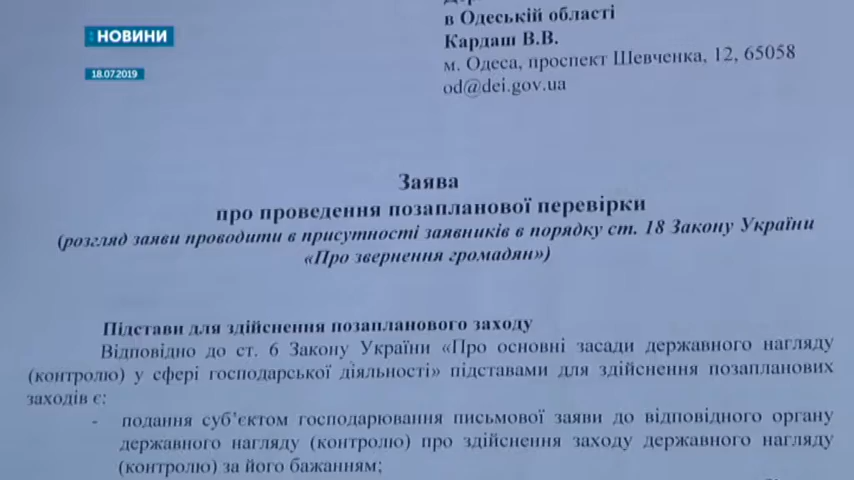 НОВИНИ
18.07.2019
в Одеській області
Кардаш В.В.
м. Одеса, проспект Шевченка, 12, 65058
od@dei.gov.ua
Заява
про проведення позапланової перевірки
(розгляд заяви проводити в присутності заявників в порядку ст. 18 Закону України
«Про звернення громадян»)
Підстави для здійснення позапланового заходу
Відповідно до ст. 6 Закону України «Про основні засади державного нагляду
(контролю) у сфері господарської діяльності» підставами для здійснення позапланових
заходів є:
- подання суб’єктом господарювання письмової заяви до відповідного органу
державного нагляду (контролю) про здійснення заходу державного нагляду
(контролю) за його бажанням;